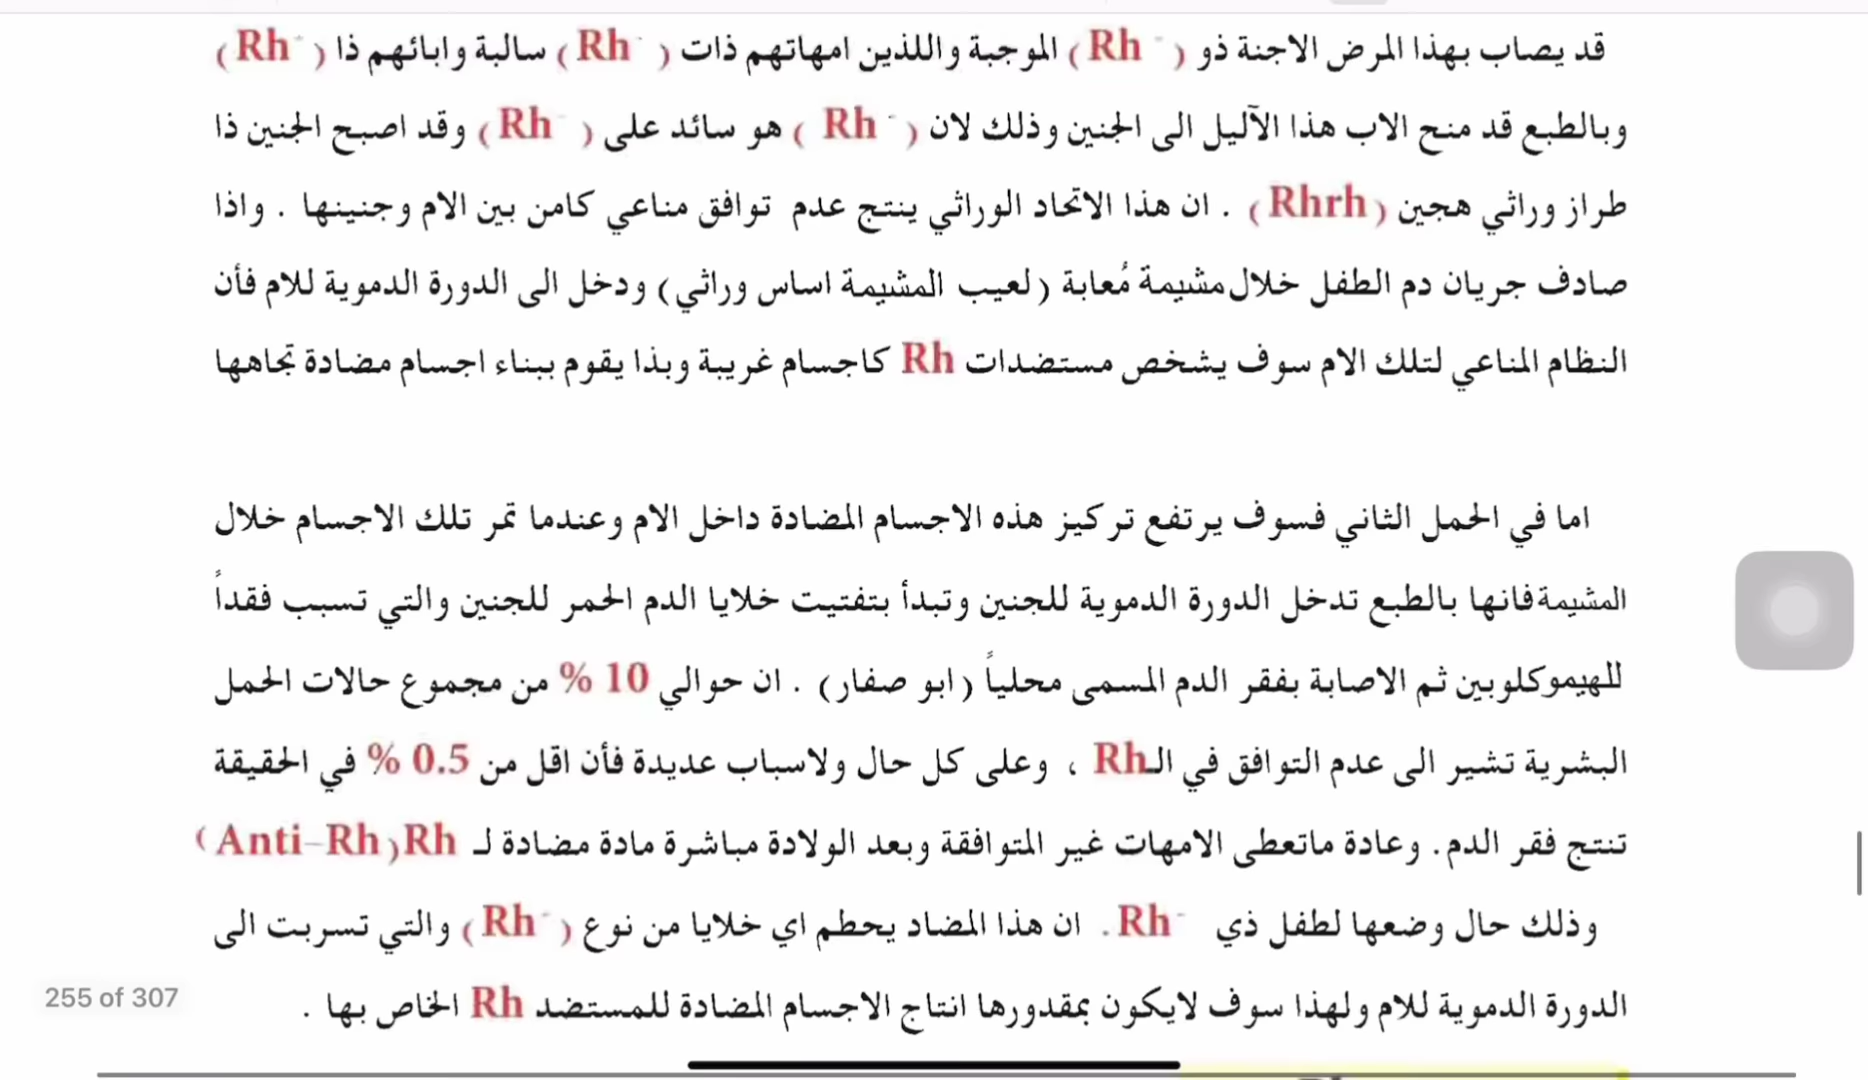 قد يصاب بهذا المرض الاجنة ذو (Rh⁻) الموجبة واللذين امهاتهم ذات (Rh⁻) سالبة وابائهم ذا (Rh⁻)
وبالطبع قد منح الاب هذا الآليل الى الجنين وذلك لان (Rh⁻) هو سائد على (Rh⁻) وقد اصبح الجنين ذا
طراز وراثي هجين (Rhrh) . ان هذا الاتحاد الوراثي ينتج عدم توافق مناعي كامن بين الام وجنينها . واذا
صادف جريان دم الطفل خلال مشيمة مُعابة (لعيب المشيمة اساس وراثي) ودخل الى الدورة الدموية للام فأن
النظام المناعي لتلك الام سوف يشخص مستضدات Rh كاجسام غريبة وبذا يقوم ببناء اجسام مضادة تجاهها
اما في الحمل الثاني فسوف يرتفع تركيز هذه الاجسام المضادة داخل الام وعندما تمر تلك الاجسام خلال
المشيمة فانها بالطبع تدخل الدورة الدموية للجنين وتبدأ بتفتيت خلايا الدم الحمر للجنين والتي تسبب فقداً
للهيموكلوبين ثم الاصابة بفقر الدم المسمى محلياً (ابو صفار) . ان حوالي 10 % من مجموع حالات الحمل
البشرية تشير الى عدم التوافق في الـRh ، وعلى كل حال ولاسباب عديدة فأن اقل من 0.5 % في الحقيقة
تنتج فقر الدم. وعادة ماتعطى الامهات غير المتوافقة وبعد الولادة مباشرة مادة مضادة لـ Rh(Anti-Rh)
وذلك حال وضعها لطفل ذي Rh⁻ . ان هذا المضاد يحطم اي خلايا من نوع (Rh⁻) والتي تسربت الى
الدورة الدموية للام ولهذا سوف لايكون بمقدورها انتاج الاجسام المضادة للمستضد Rh الخاص بها .
255 of 307